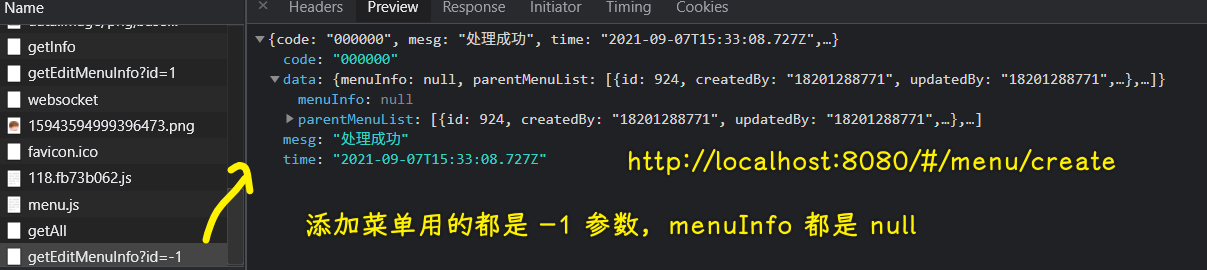 Name
getInfo
getEditMenuInfo?id=1
websocket
15943594999396473.png
favicon.ico
118.fb73b062.js
menu.js
getAll
getEditMenuInfo?id=-1
× Headers Preview Response Initiator Timing Cookies
{code: "000000", mesg: "处理成功", time: "2021-09-07T15:33:08.727Z",…}
code: "000000"
data: {menuInfo: null, parentMenuList: [{id: 924, createdBy: "18201288771", updatedBy: "18201288771",…},…]}
menuInfo: null
parentMenuList: [{id: 924, createdBy: "18201288771", updatedBy: "18201288771",…},…]
mesg: "处理成功"
time: "2021-09-07T15:33:08.727Z"
http://localhost:8080/#/menu/create
添加菜单用的都是 -1 参数，menuInfo 都是 null